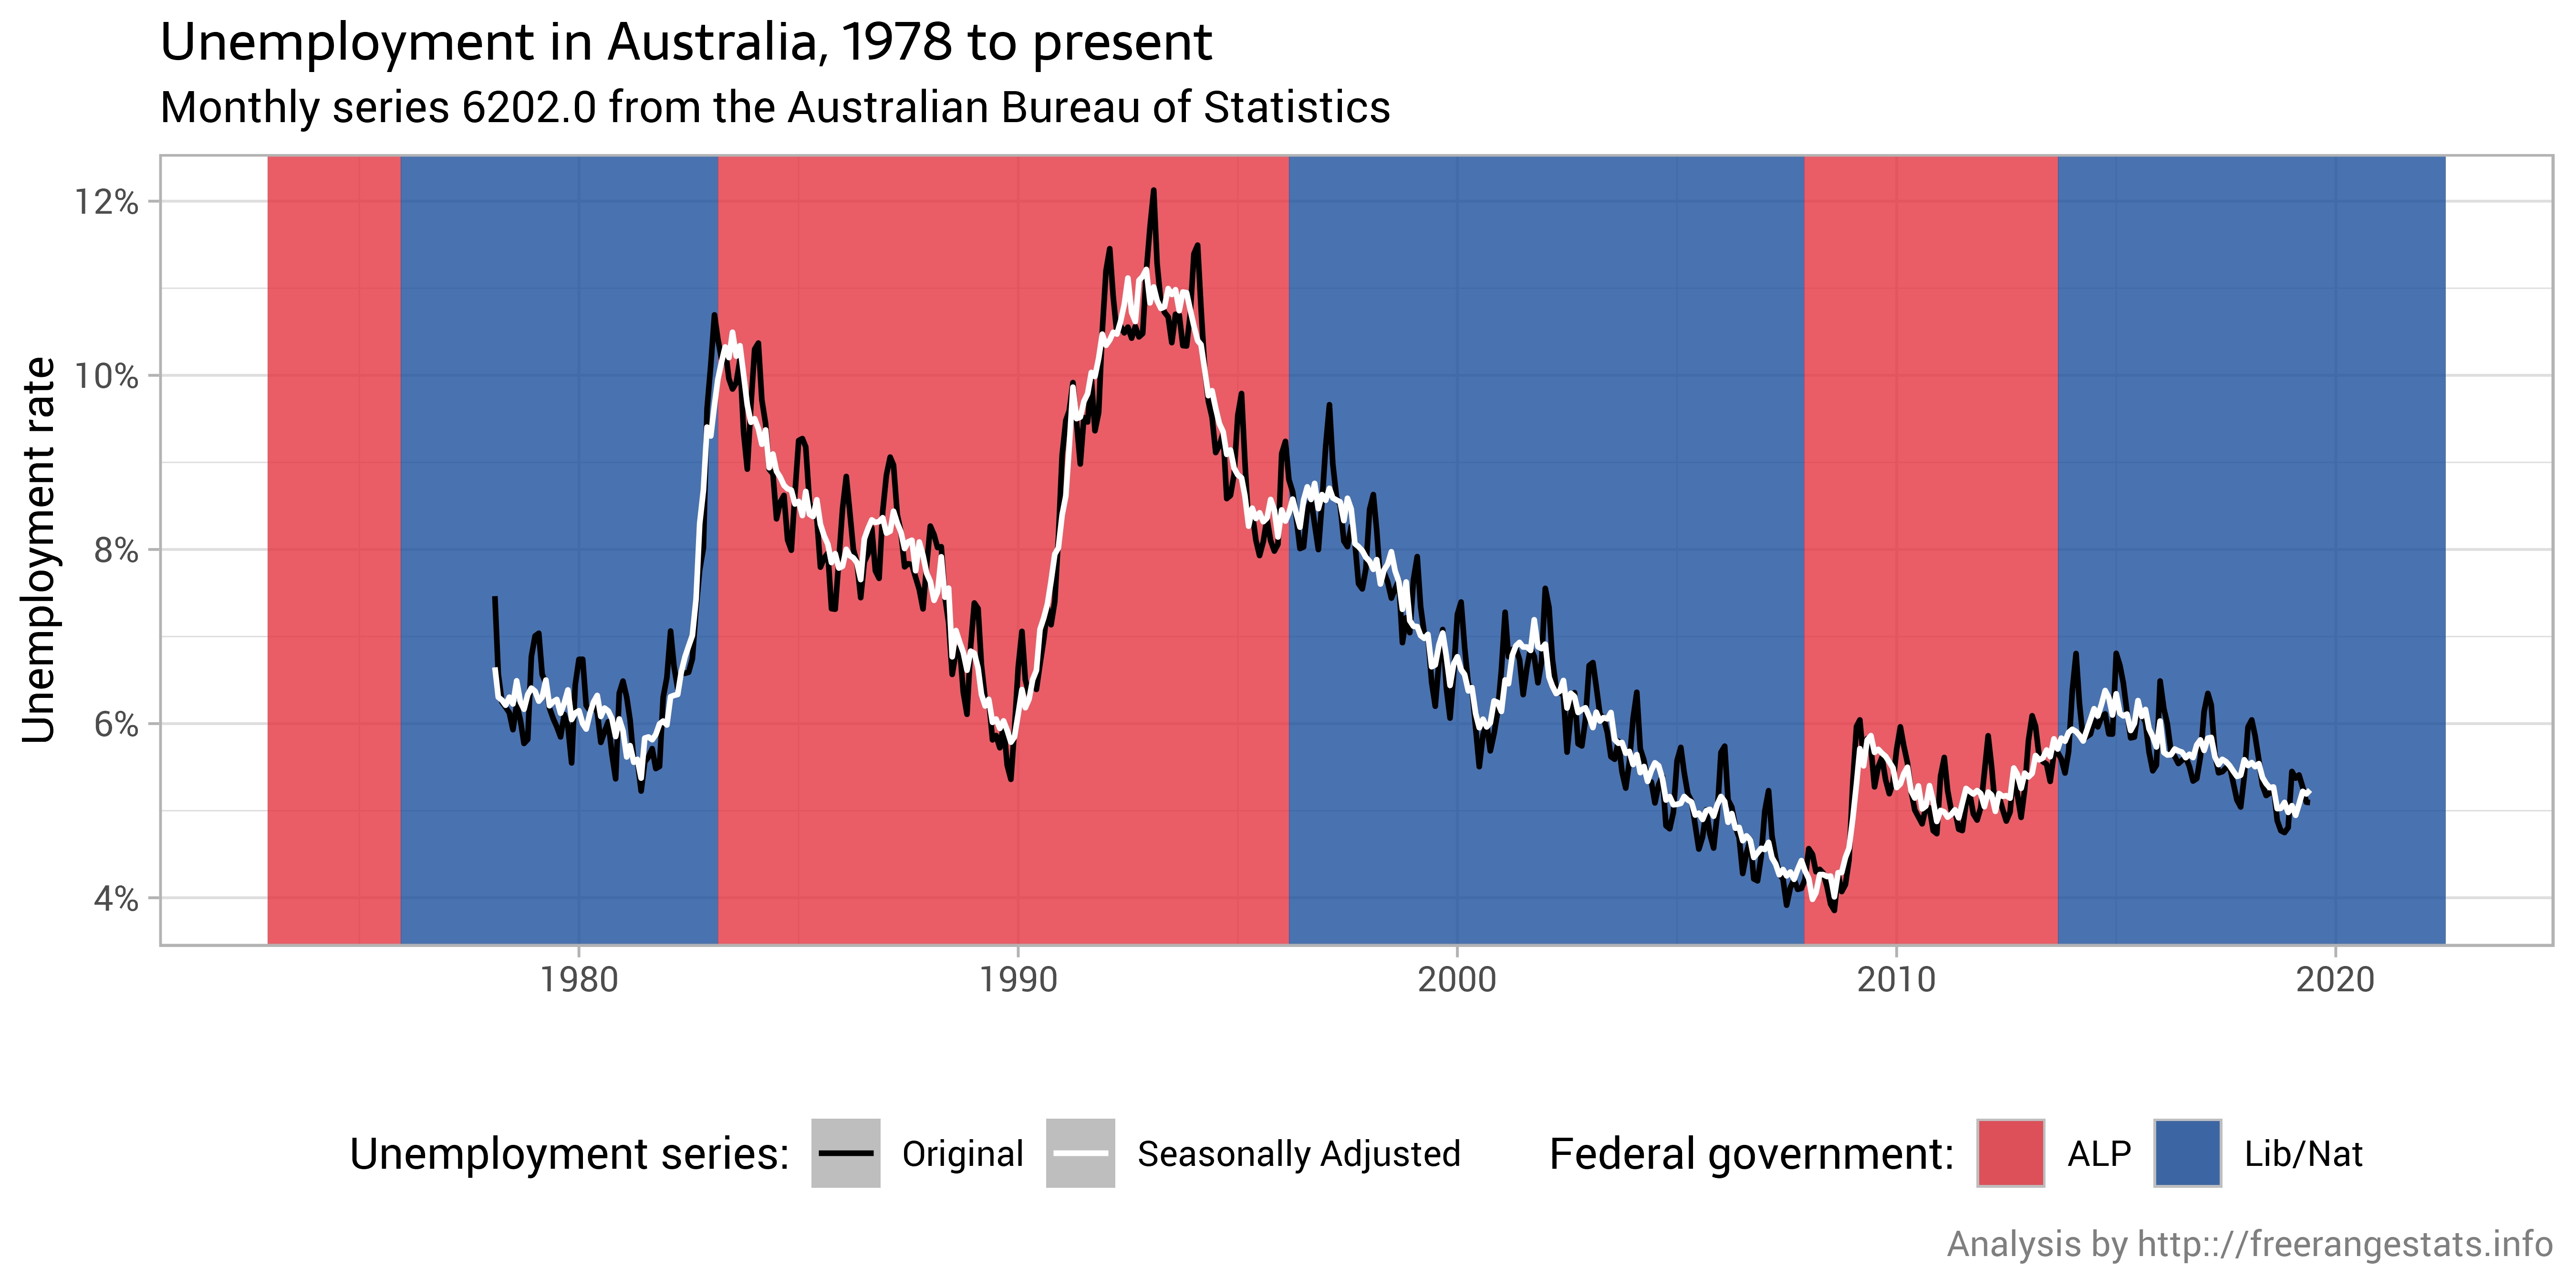 Unemployment in Australia, 1978 to present
Monthly series 6202.0 from the Australian Bureau of Statistics
Unemployment rate
12%
10%
8%
6%
4%
1980 1990 2000 2010 2020
Unemployment series: Original Seasonally Adjusted Federal government: ALP Lib/Nat
Analysis by http:://freerangestats.info